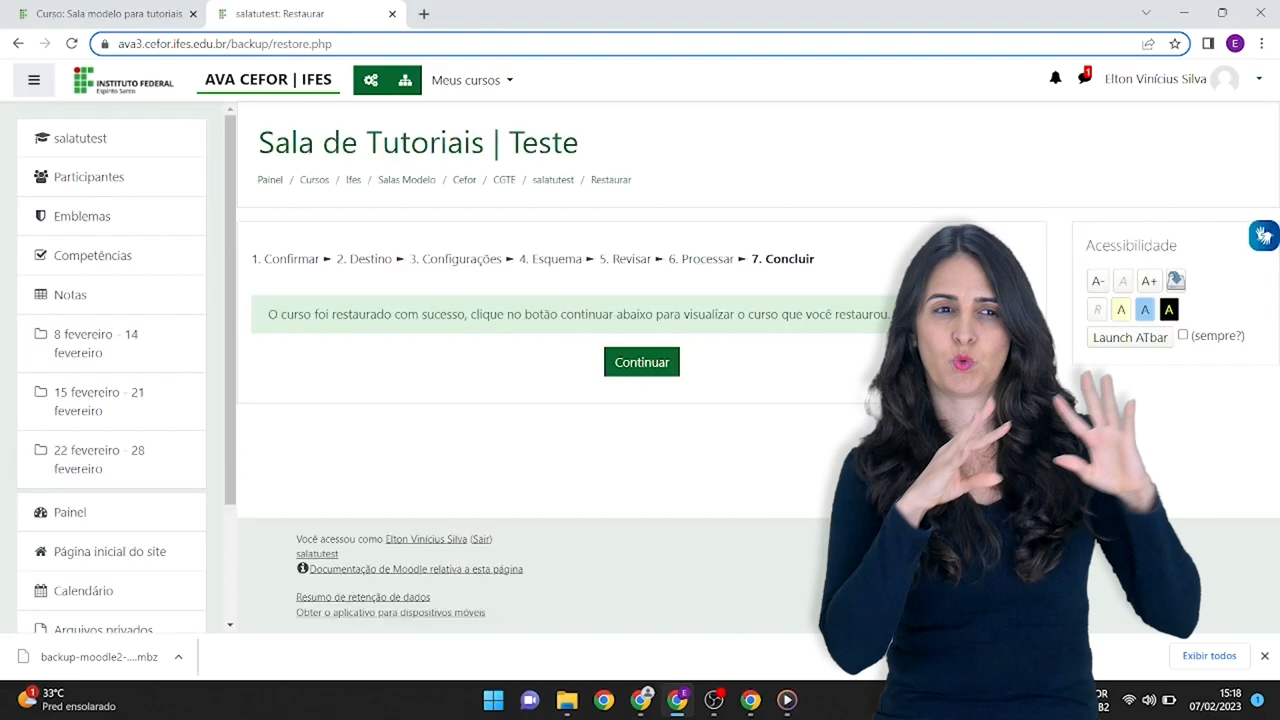 Curso: Sala modelo para tutoriais
salatutest: Restaurar
ava3.cefor.ifes.edu.br/backup/restore.php
E
INSTITUTO FEDERAL
Espírito Santo
AVA CEFOR | IFES
Meus cursos
1
Elton Vinícius Silva
salatutest
Participantes
Emblemas
Competências
Notas
8 fevereiro - 14
fevereiro
15 fevereiro - 21
fevereiro
22 fevereiro - 28
fevereiro
Painel
Página inicial do site
Calendário
Arquivos privados
Sala de Tutoriais | Teste
Painel / Cursos / Ifes / Salas Modelo / Cefor / CGTE / salatutest / Restaurar
1. Confirmar ► 2. Destino ► 3. Configurações ► 4. Esquema ► 5. Revisar ► 6. Processar ► 7. Concluir
O curso foi restaurado com sucesso, clique no botão continuar abaixo para visualizar o curso que você restaurou.
Continuar
Acessibilidade
A- A A+
R A A A
Launch ATbar (sempre?)
Você acessou como Elton Vinícius Silva (Sair)
salatutest
Documentação de Moodle relativa a esta página
Resumo de retenção de dados
Obter o aplicativo para dispositivos móveis
backup-moodle2-....mbz
Exibir todos
1
33°C
Pred ensolarado
E
15:18
07/02/2023
1